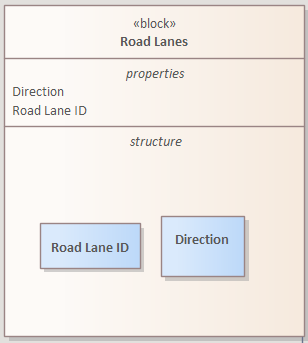 «block»
Road Lanes
properties
Direction
Road Lane ID
structure
Road Lane ID
Direction